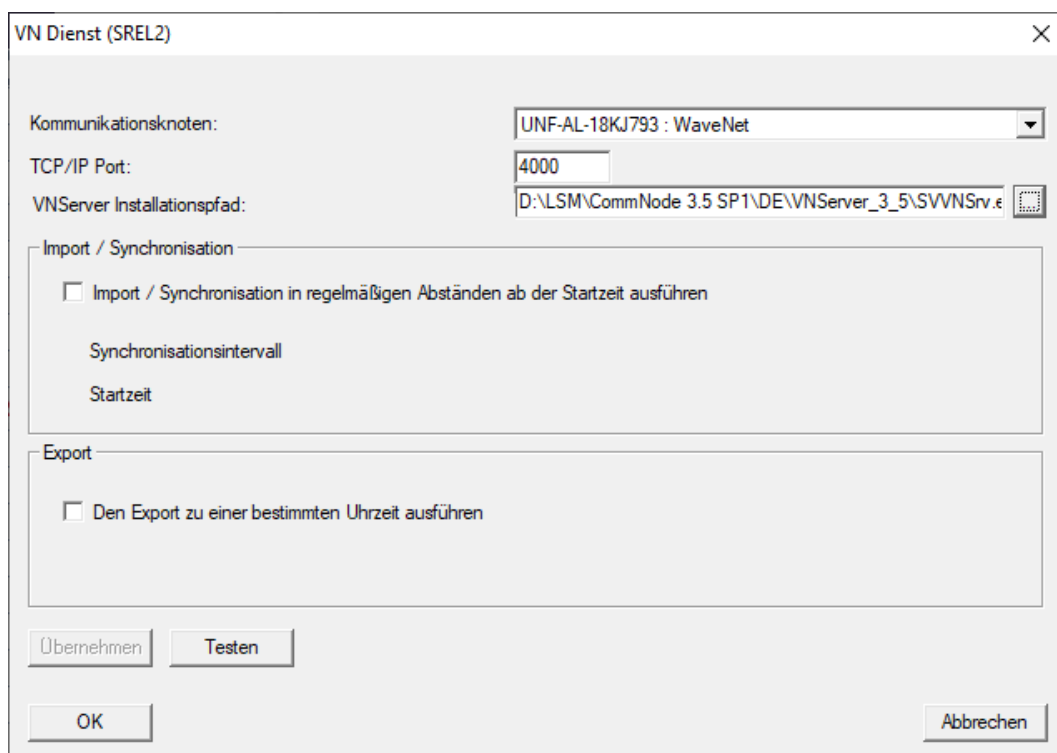 VN Dienst (SREL2)
Kommunikationsknoten:
UNF-AL-18KJ793 : WaveNet
TCP/IP Port:
4000
VNServer Installationspfad:
D:\LSM\CommNode 3.5 SP1\DE\VNServer_3_5\SVVNSrv.e
...
Import / Synchronisation
Import / Synchronisation in regelmäßigen Abständen ab der Startzeit ausführen
Synchronisationsintervall
Startzeit
Export
Den Export zu einer bestimmten Uhrzeit ausführen
Übernehmen
Testen
OK
Abbrechen